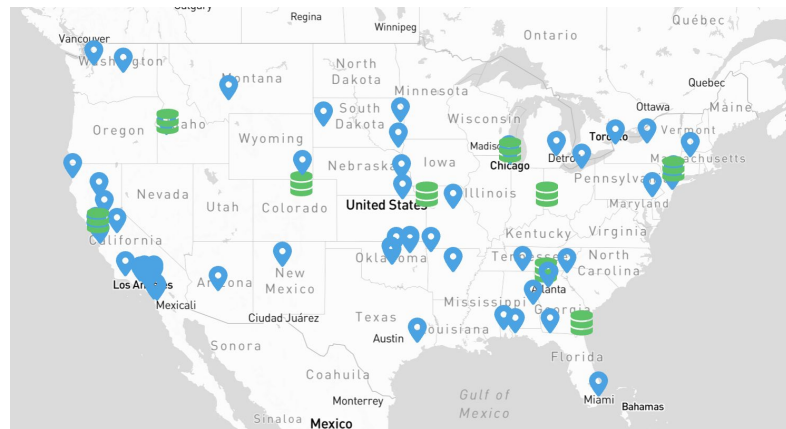 Calgary
Regina
Winnipeg
Québec
Ontario
Vancouver
Washington
Montana
North
Dakota
Minnesota
Quebec
Ottawa
Maine
South
Dakota
Oregon
Idaho
Wisconsin
Toronto
Vermont
Wyoming
Madison
Detroit
Massachusetts
Chicago
Nebraska
Iowa
Pennsylvania
Nevada
Utah
Colorado
United States
Illinois
Maryland
California
Kentucky
Virginia
Oklahoma
Tennessee
North
Carolina
Los Angeles
Arizona
New
Mexico
Atlanta
Mexicali
Mississippi
Georgia
Ciudad Juárez
Texas
Austin
Louisiana
Sonora
Florida
Coahuila
Gulf of
Mexico
Miami
Bahamas
Monterrey
Sinaloa
Mexico